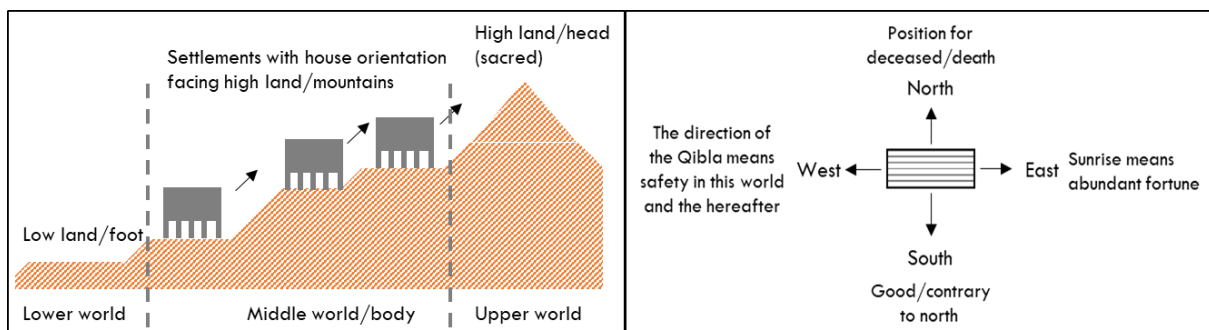 Settlements with house orientation
facing high land/mountains
High land/head
(sacred)
Low land/foot
Lower world
Middle world/body
Upper world
Position for
deceased/death
North
The direction of
the Qibla means
safety in this world
and the hereafter
West
East
Sunrise means
abundant fortune
South
Good/contrary
to north